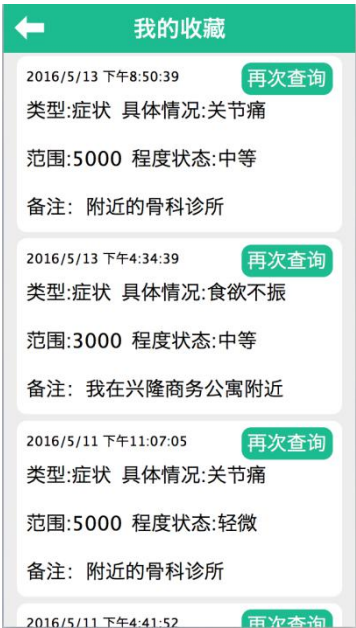 我的收藏
2016/5/13 下午8:50:39 再次查询
类型:症状 具体情况:关节痛
范围:5000 程度状态:中等
备注: 附近的骨科诊所
2016/5/13 下午4:34:39 再次查询
类型:症状 具体情况:食欲不振
范围:3000 程度状态:中等
备注: 我在兴隆商务公寓附近
2016/5/11 下午11:07:05 再次查询
类型:症状 具体情况:关节痛
范围:5000 程度状态:轻微
备注: 附近的骨科诊所
2016/5/11 下午4:41:52 再次查询